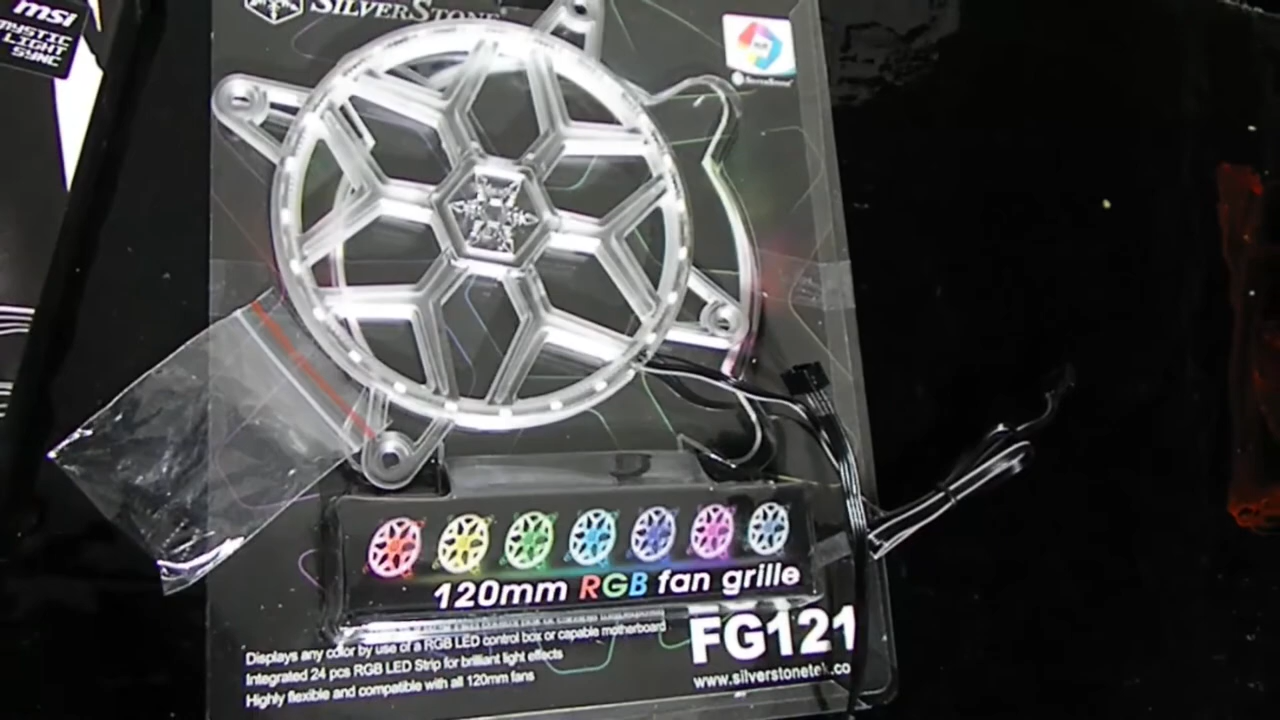 msi
MYSTIC
LIGHT
SYNC
SILVERSTONE
SilverStone
120mm RGB fan grille
FG121
Displays any color by use of a RGB LED control box or capable motherboard
Integrated 24 pcs RGB LED Strip for brilliant light effects
Highly flexible and compatible with all 120mm fans
www.silverstonetek.co